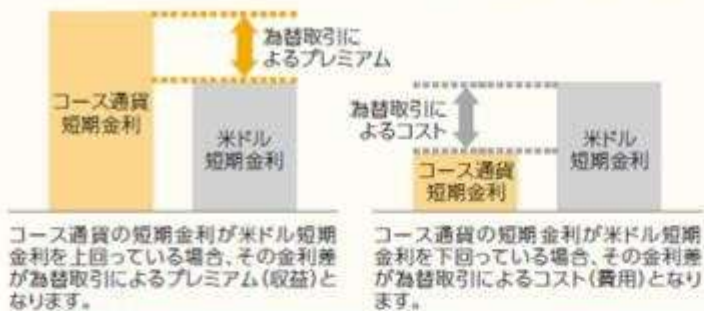 為替取引に
よるプレミアム
コース通貨
短期金利
米ドル
短期金利
コース通貨の短期金利が米ドル短期
金利を上回っている場合、その金利差
が為替取引によるプレミアム(収益)と
なります。
為替取引に
よるコスト
コース通貨
短期金利
米ドル
短期金利
コース通貨の短期金利が米ドル短期
金利を下回っている場合、その金利差
が為替取引によるコスト(費用)となり
ます。